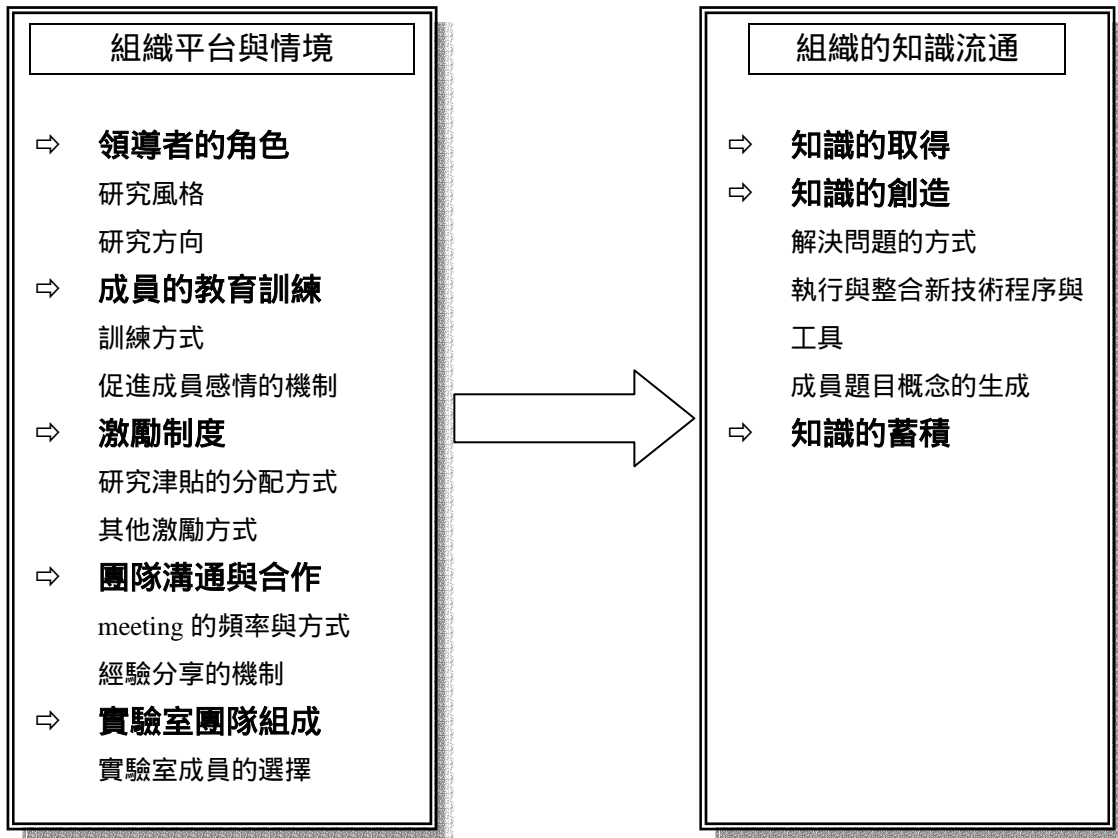 組織平台與情境
⇨ 領導者的角色
研究風格
研究方向
⇨ 成員的教育訓練
訓練方式
促進成員感情的機制
⇨ 激勵制度
研究津貼的分配方式
其他激勵方式
⇨ 團隊溝通與合作
meeting 的頻率與方式
經驗分享的機制
⇨ 實驗室團隊組成
實驗室成員的選擇
組織的知識流通
⇨ 知識的取得
⇨ 知識的創造
解決問題的方式
執行與整合新技術程序與
工具
成員題目概念的生成
⇨ 知識的蓄積